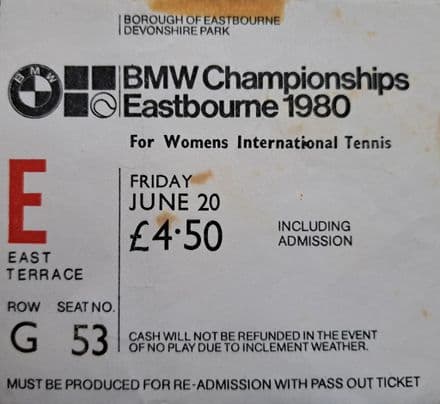 BOROUGH OF EASTBOURNE
DEVONSHIRE PARK
BMW
BMW Championships
Eastbourne 1980
For Womens International Tennis
E
EAST
TERRACE
FRIDAY
JUNE 20
£4·50
INCLUDING
ADMISSION
ROW SEAT NO.
G 53
CASH WILL NOT BE REFUNDED IN THE EVENT
OF NO PLAY DUE TO INCLEMENT WEATHER.
MUST BE PRODUCED FOR RE-ADMISSION WITH PASS OUT TICKET